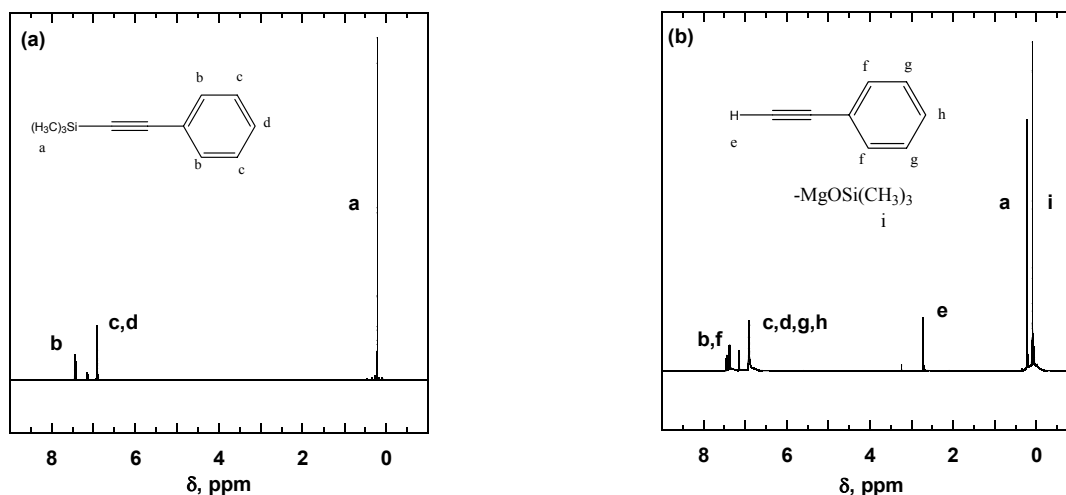 (a)
b
c
(H3C)3Si
d
a
b
c
a
c,d
b
8
6
4
2
0
δ, ppm
(b)
f
g
H
h
e
f
g
-MgOSi(CH3)3
i
a
i
e
c,d,g,h
b,f
8
6
4
2
0
δ, ppm